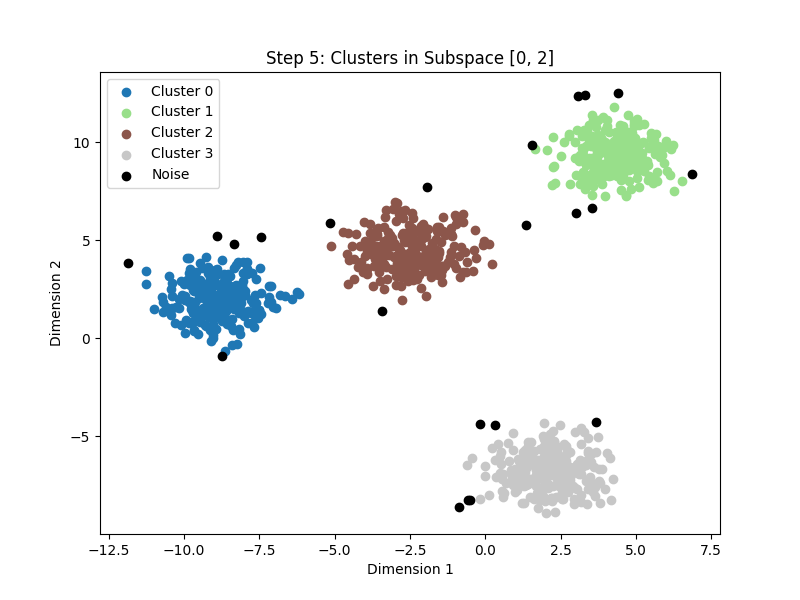 Step 5: Clusters in Subspace [0, 2]
Cluster 0
Cluster 1
Cluster 2
Cluster 3
Noise
10
5
0
−5
Dimension 2
−12.5 −10.0 −7.5 −5.0 −2.5 0.0 2.5 5.0 7.5
Dimension 1